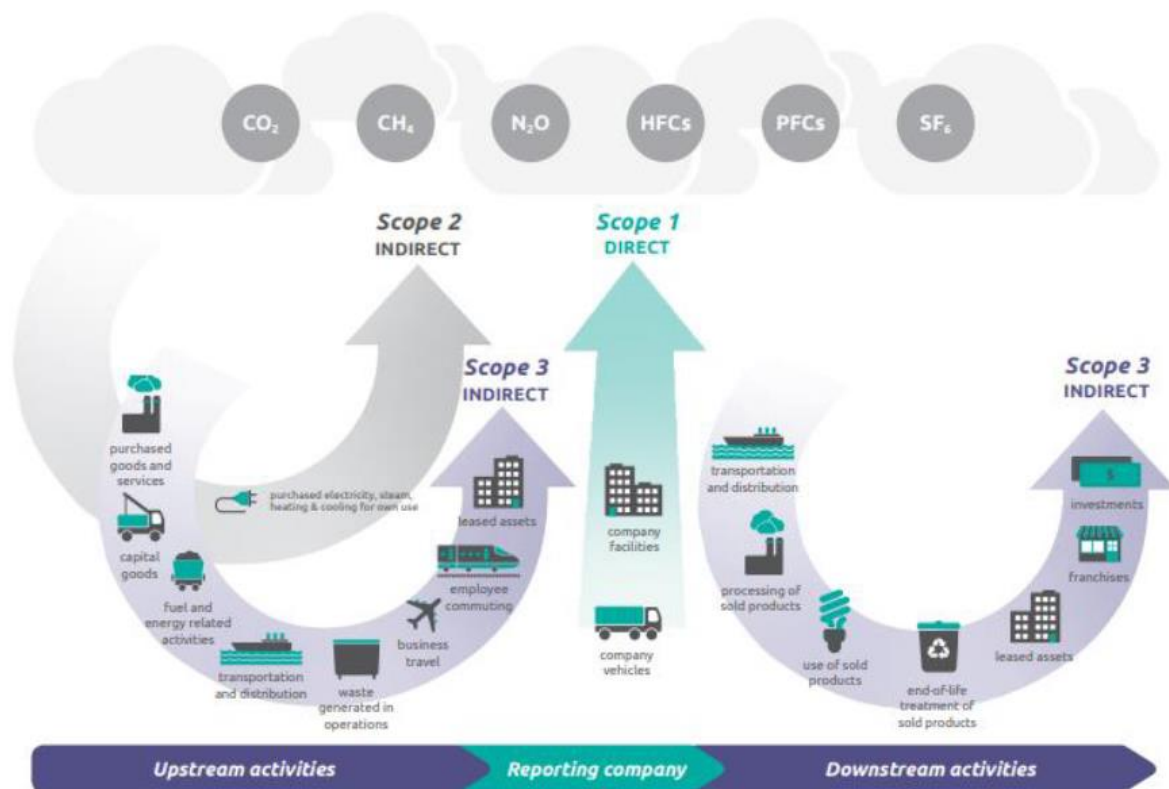 CO₂
CH₄
N₂O
HFCs
PFCs
SF₆
Scope 2
INDIRECT
Scope 1
DIRECT
Scope 3
INDIRECT
Scope 3
INDIRECT
purchased
goods and
services
capital
goods
fuel and
energy related
activities
transportation
and distribution
waste
generated in
operations
business
travel
employee
commuting
leased assets
purchased electricity, steam,
heating & cooling for own use
company
facilities
company
vehicles
transportation
and distribution
processing of
sold products
use of sold
products
end-of-life
treatment of
sold products
leased assets
franchises
$
investments
Upstream activities
Reporting company
Downstream activities